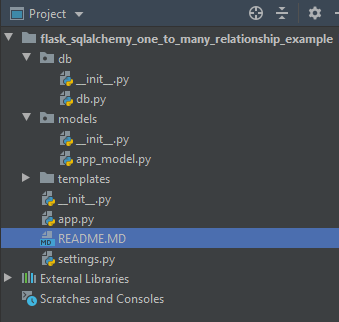 Project
flask_sqlalchemy_one_to_many_relationship_example
db
__init__.py
db.py
models
__init__.py
app_model.py
templates
__init__.py
app.py
MD README.MD
settings.py
External Libraries
Scratches and Consoles